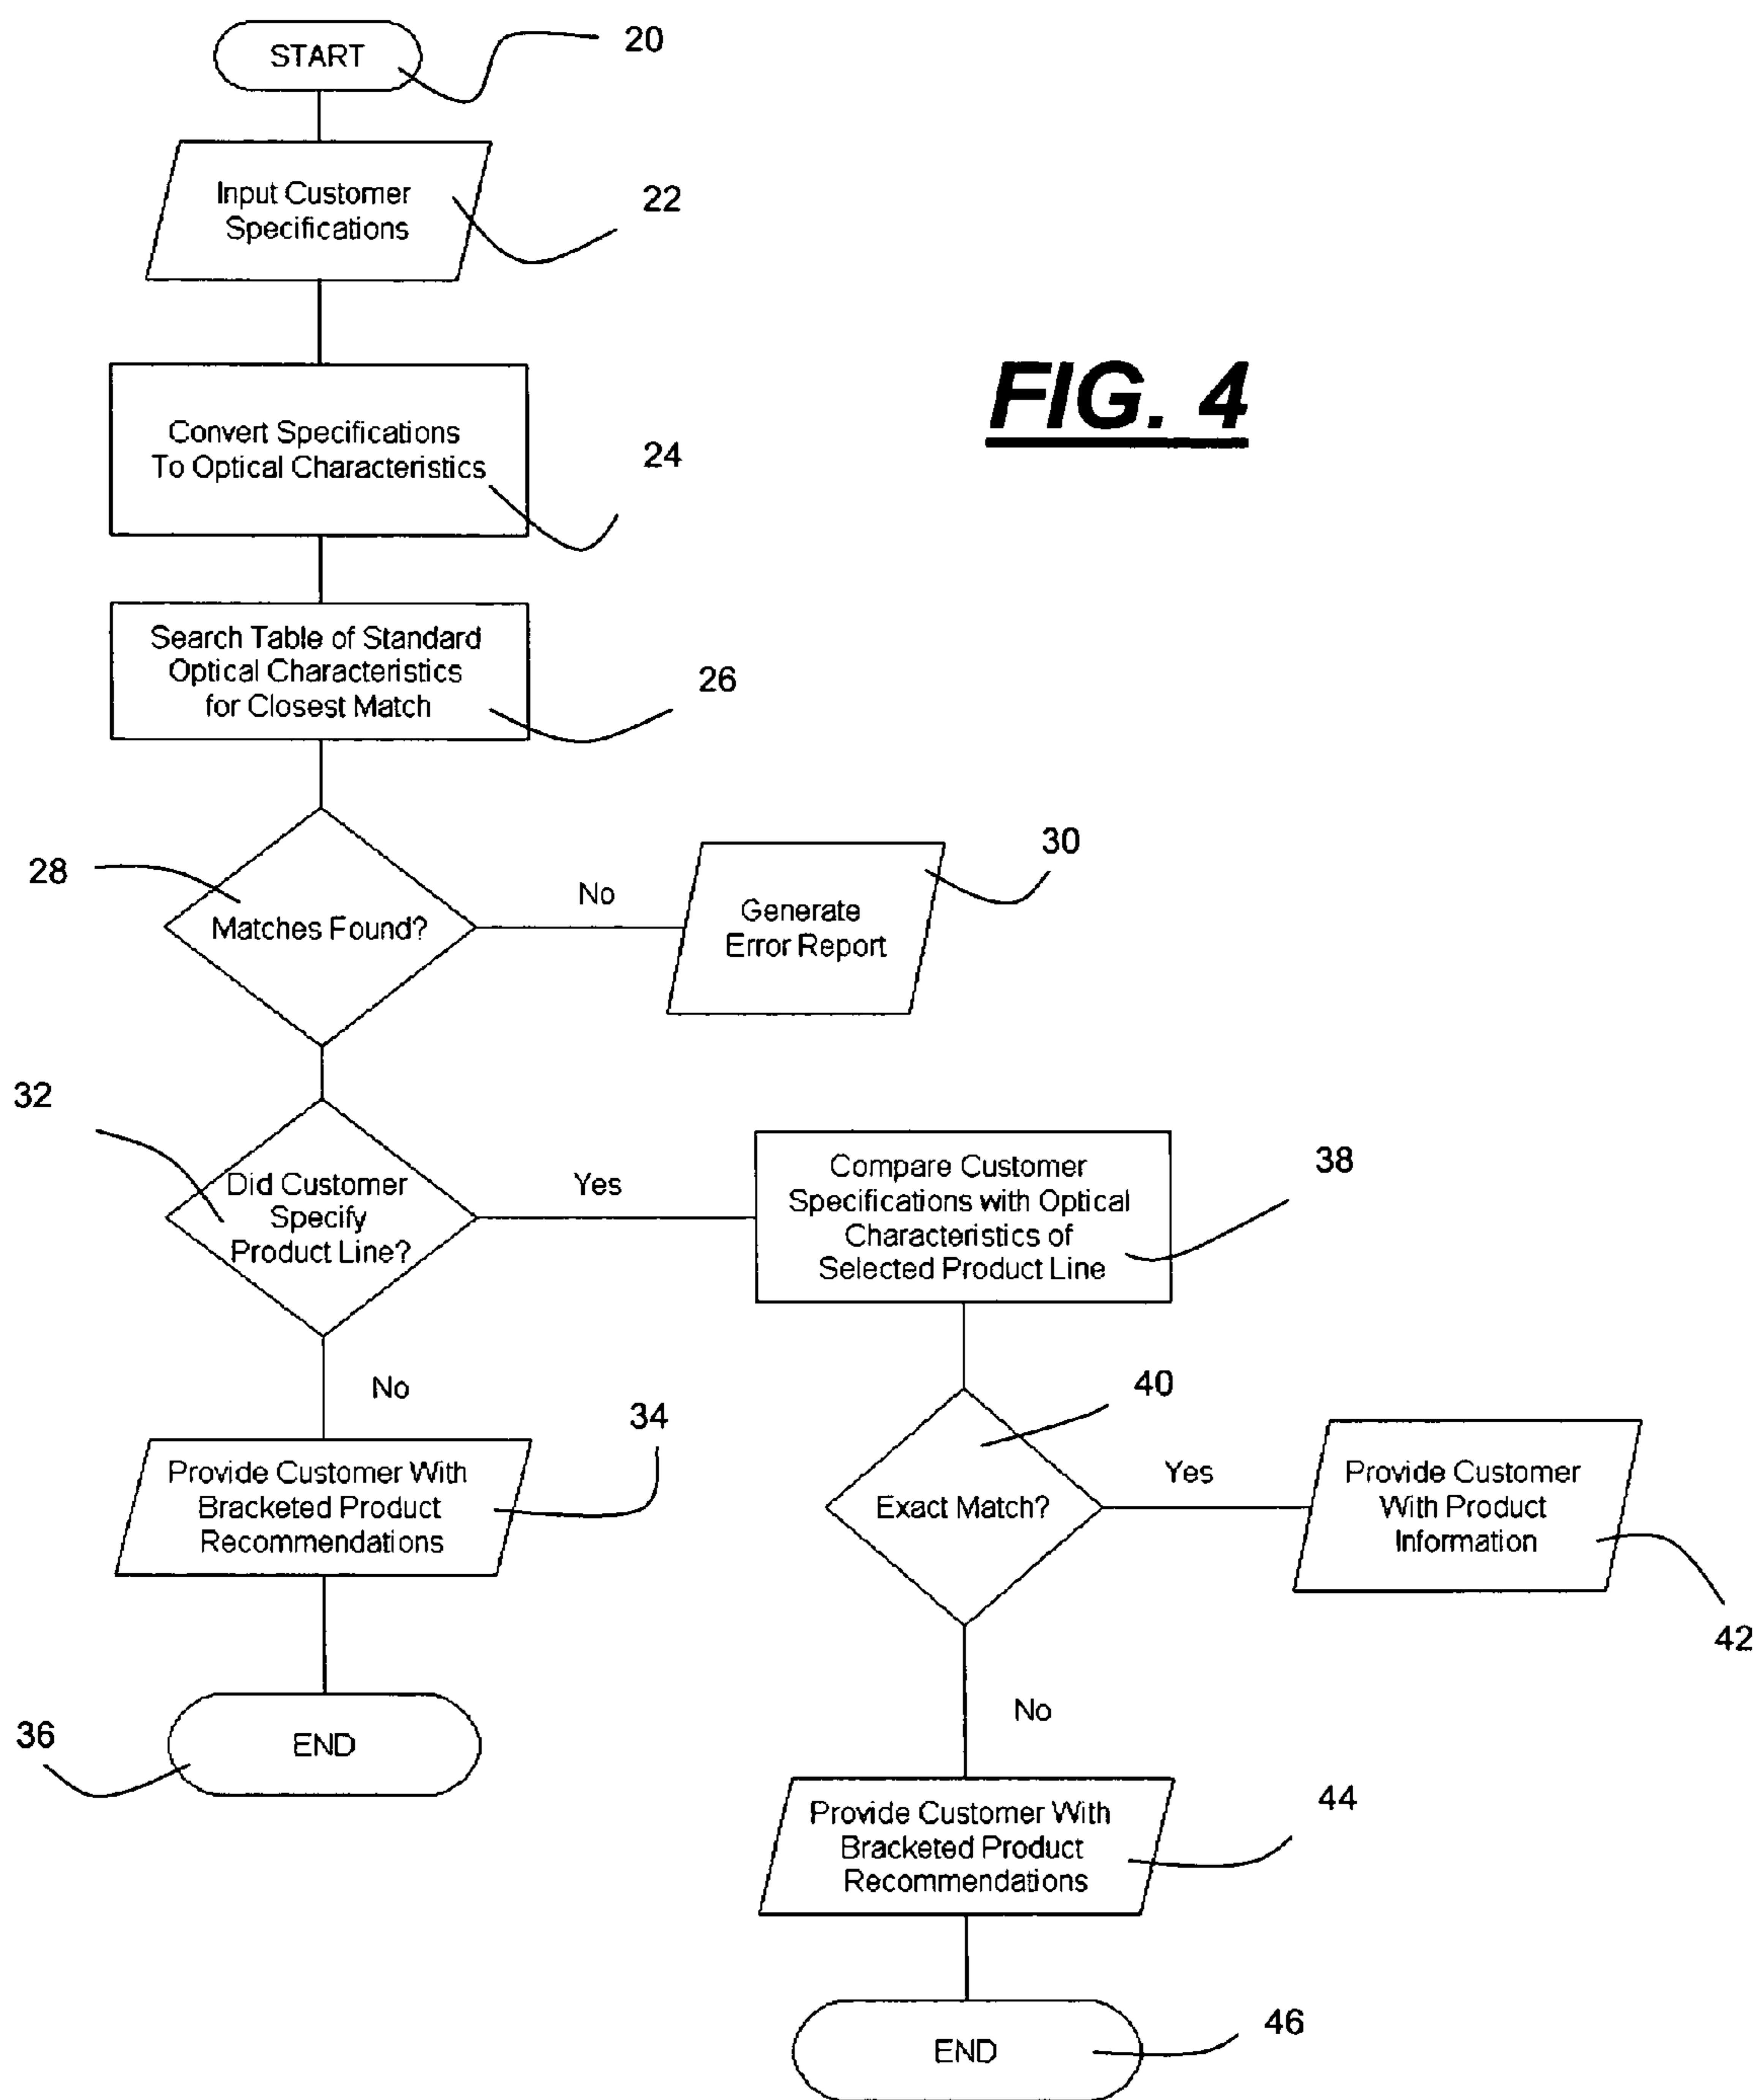 START
20
Input Customer
Specifications
22
FIG. 4
Convert Specifications
To Optical Characteristics
24
Search Table of Standard
Optical Characteristics
for Closest Match
26
28
Matches Found?
No
Generate
Error Report
30
32
Did Customer
Specify
Product Line?
Yes
Compare Customer
Specifications with Optical
Characteristics of
Selected Product Line
38
No
34
Provide Customer With
Bracketed Product
Recommendations
40
Exact Match?
Yes
Provide Customer
With Product
Information
42
No
36
END
Provide Customer With
Bracketed Product
Recommendations
44
END
46